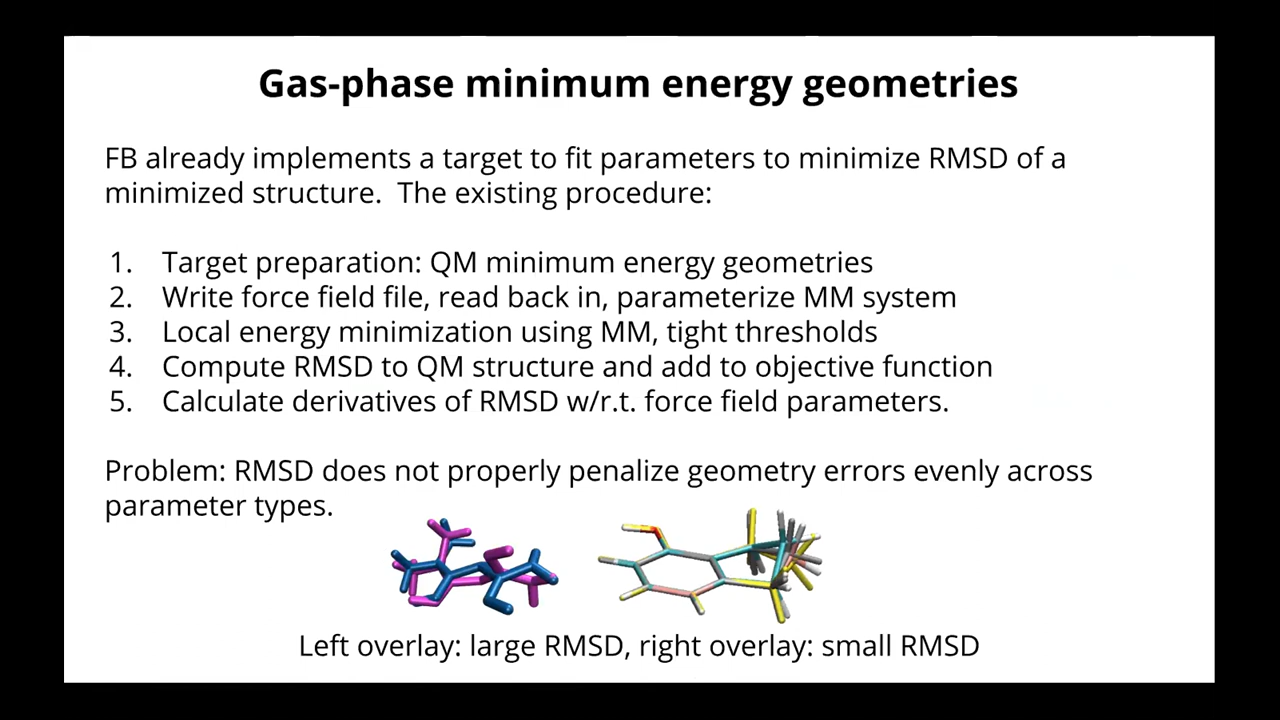 Gas-phase minimum energy geometries
FB already implements a target to fit parameters to minimize RMSD of a
minimized structure.  The existing procedure:
1. Target preparation: QM minimum energy geometries
2. Write force field file, read back in, parameterize MM system
3. Local energy minimization using MM, tight thresholds
4. Compute RMSD to QM structure and add to objective function
5. Calculate derivatives of RMSD w/r.t. force field parameters.
Problem: RMSD does not properly penalize geometry errors evenly across
parameter types.
Left overlay: large RMSD, right overlay: small RMSD